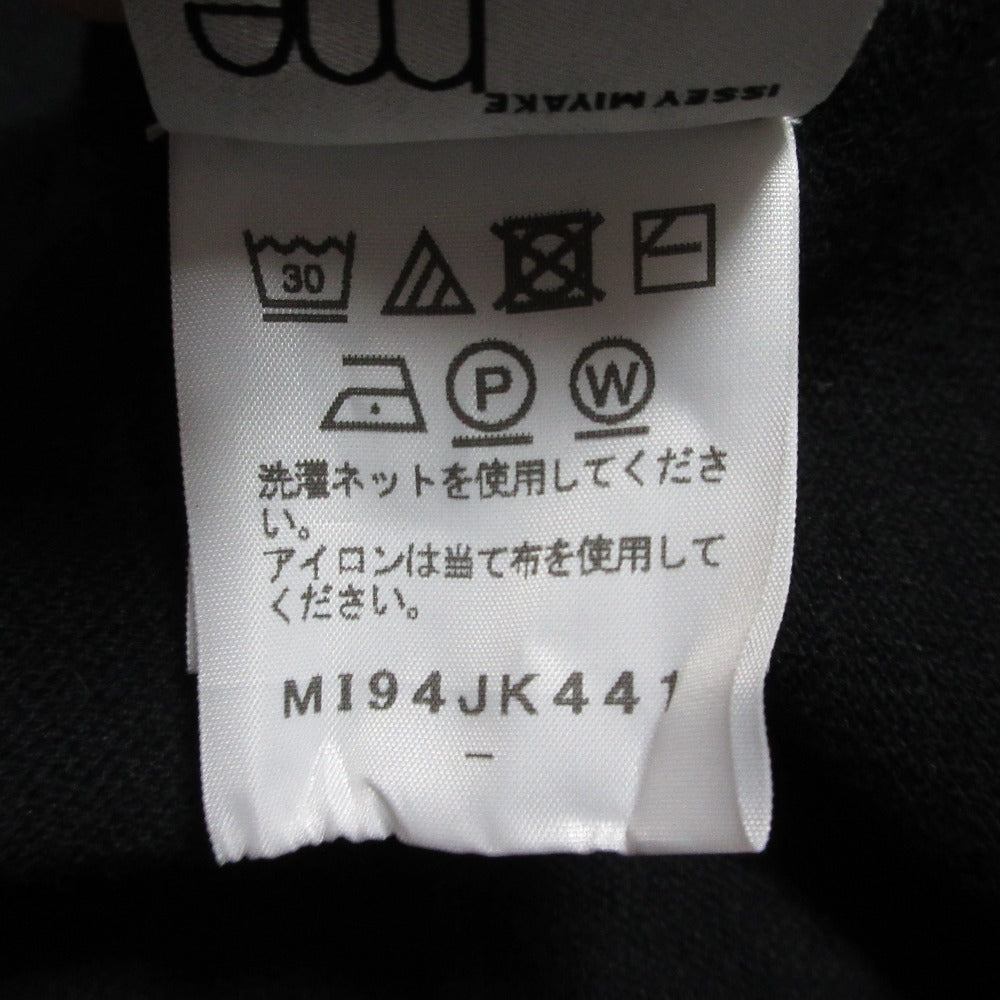 me
ISSEY MIYAKE
30
P W
洗濯ネットを使用してくださ
い。
アイロンは当て布を使用して
ください。
MI94JK441
-